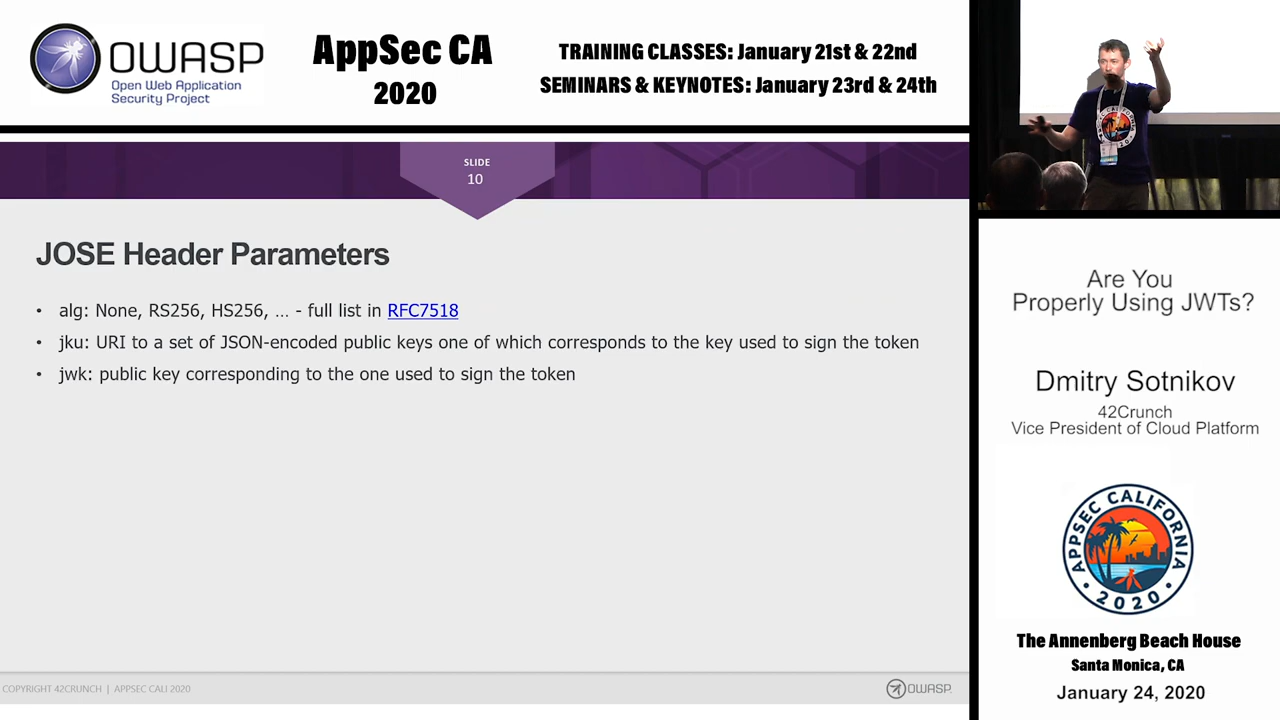 OWASP
Open Web Application
Security Project
AppSec CA
2020
TRAINING CLASSES: January 21st & 22nd
SEMINARS & KEYNOTES: January 23rd & 24th
SLIDE
10
JOSE Header Parameters
• alg: None, RS256, HS256, … - full list in RFC7518
• jku: URI to a set of JSON-encoded public keys one of which corresponds to the key used to sign the token
• jwk: public key corresponding to the one used to sign the token
COPYRIGHT 42CRUNCH | APPSEC CALI 2020
OWASP.
Are You
Properly Using JWTs?
Dmitry Sotnikov
42Crunch
Vice President of Cloud Platform
APPSEC CALIFORNIA
• 2020 •
The Annenberg Beach House
Santa Monica, CA
January 24, 2020